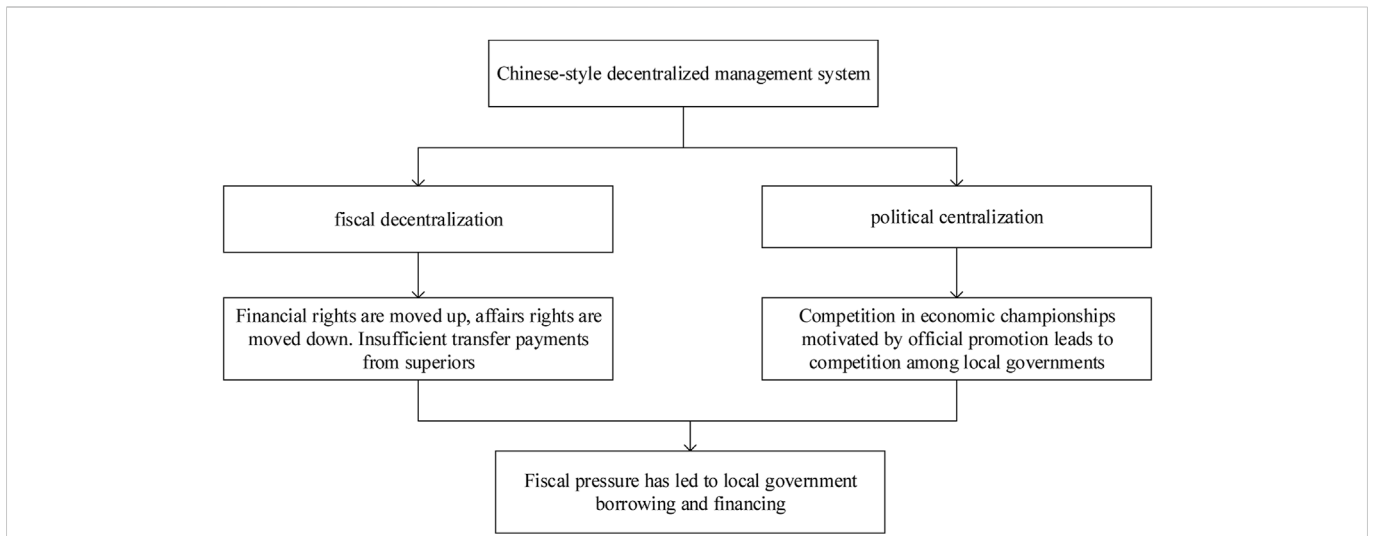 Chinese-style decentralized management system
fiscal decentralization
political centralization
Financial rights are moved up, affairs rights are
moved down. Insufficient transfer payments
from superiors
Competition in economic championships
motivated by official promotion leads to
competition among local governments
Fiscal pressure has led to local government
borrowing and financing